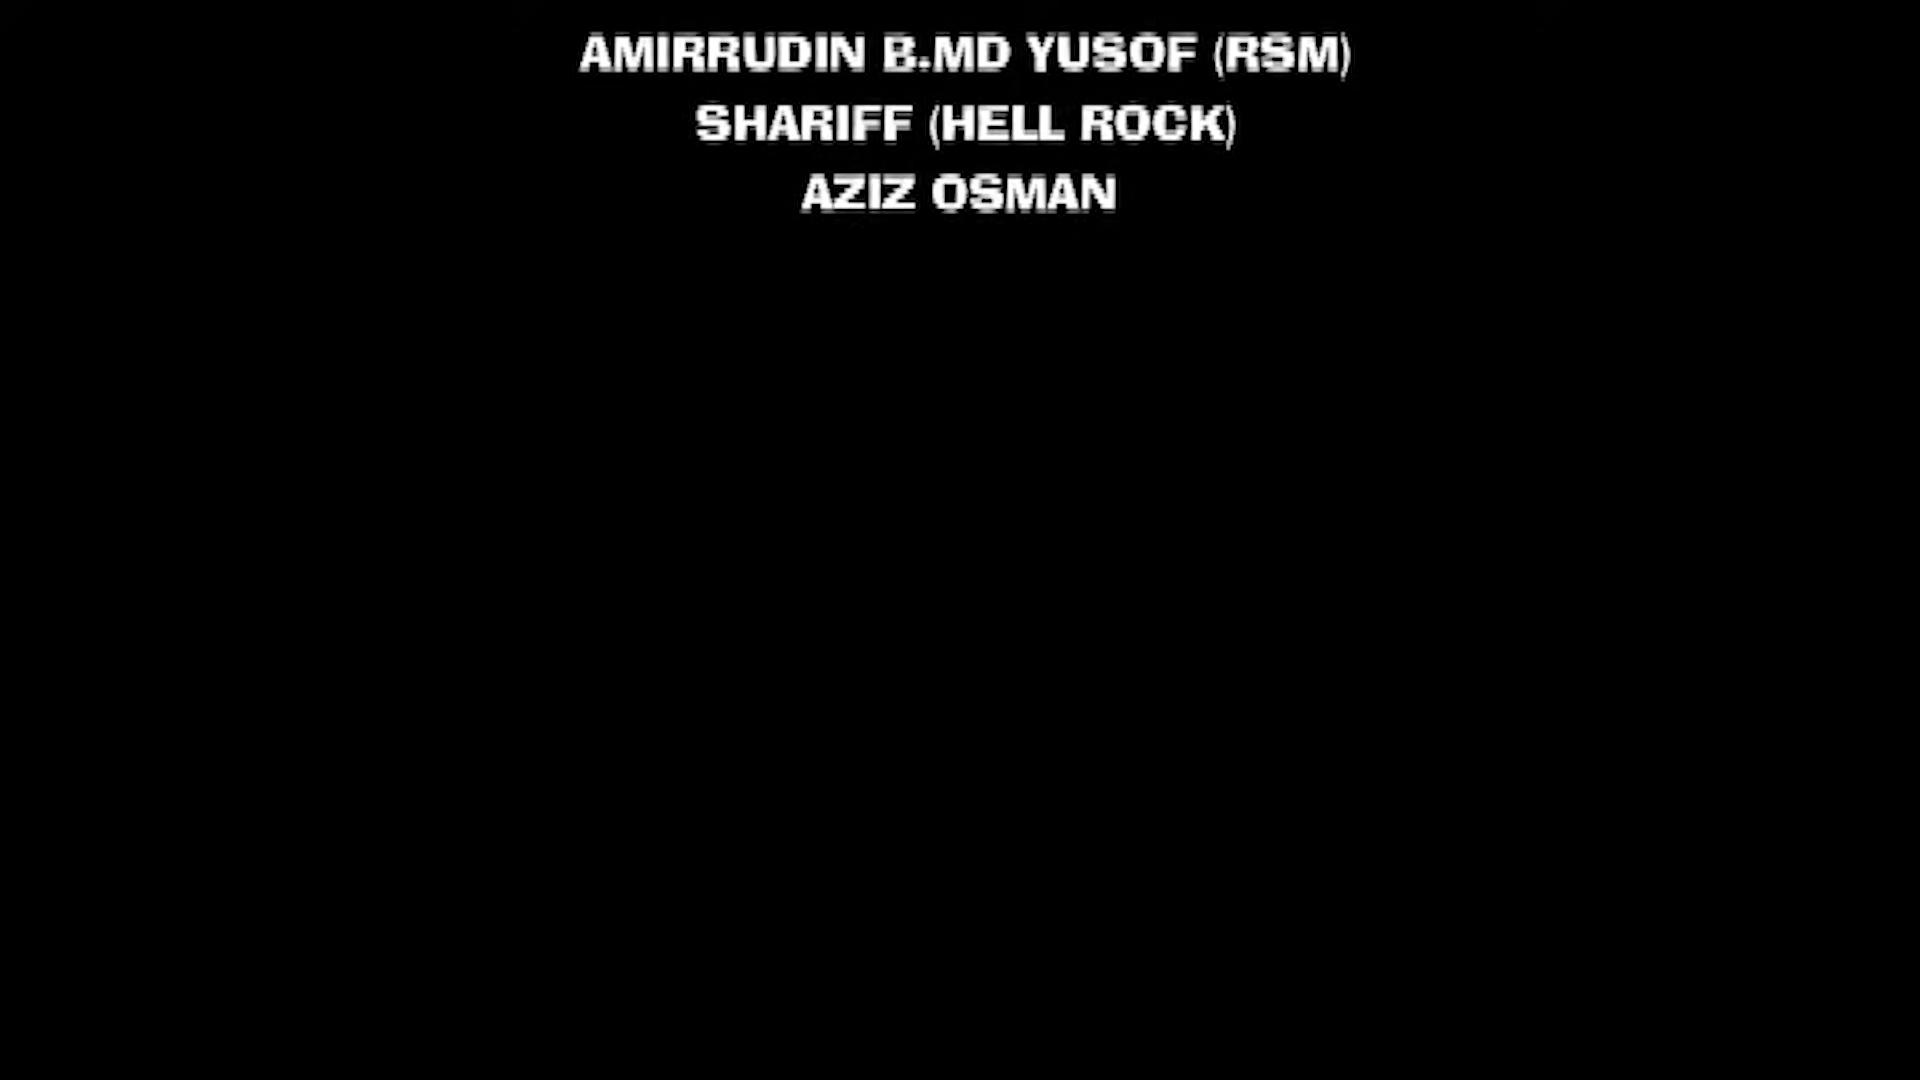 AMIRRUDIN B.MD YUSOF (RSM)
SHARIFF (HELL ROCK)
AZIZ OSMAN